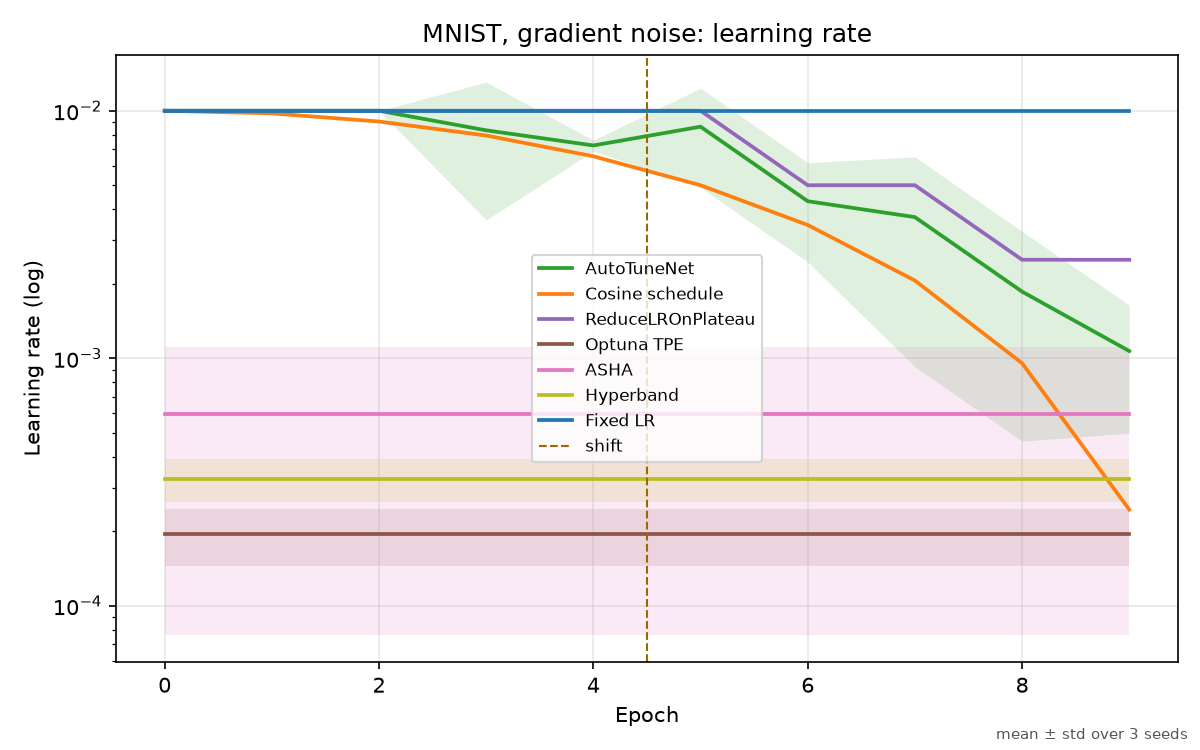 MNIST, gradient noise: learning rate
Learning rate (log)
10⁻²
10⁻³
10⁻⁴
AutoTuneNet
Cosine schedule
ReduceLROnPlateau
Optuna TPE
ASHA
Hyperband
Fixed LR
shift
0 2 4 6 8
Epoch
mean ± std over 3 seeds